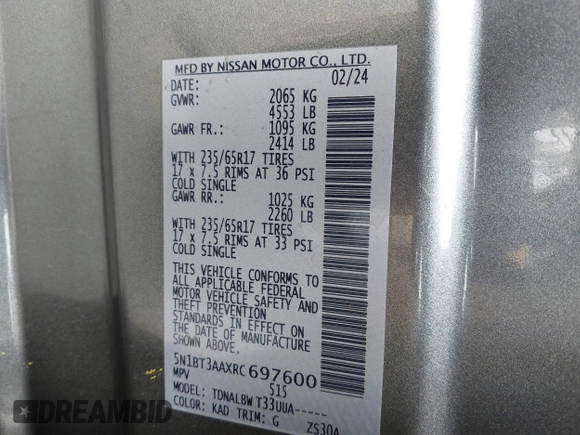 MFD BY NISSAN MOTOR CO., LTD.
DATE: 02/24
GVWR: 2065 KG
4553 LB
GAWR FR.: 1095 KG
2414 LB
WITH 235/65R17 TIRES
17 x 7.5 RIMS AT 36 PSI
COLD SINGLE
GAWR RR.: 1025 KG
2260 LB
WITH 235/65R17 TIRES
17 x 7.5 RIMS AT 33 PSI
COLD SINGLE
THIS VEHICLE CONFORMS TO
ALL APPLICABLE FEDERAL
MOTOR VEHICLE SAFETY AND
THEFT PREVENTION
STANDARDS IN EFFECT ON
THE DATE OF MANUFACTURE
SHOWN ABOVE.
5N1BT3AAXRC697600
MPV 515
MODEL: TDNALBW T33UUA-----
COLOR: KAD TRIM: G
ZS30A
DREAMBID